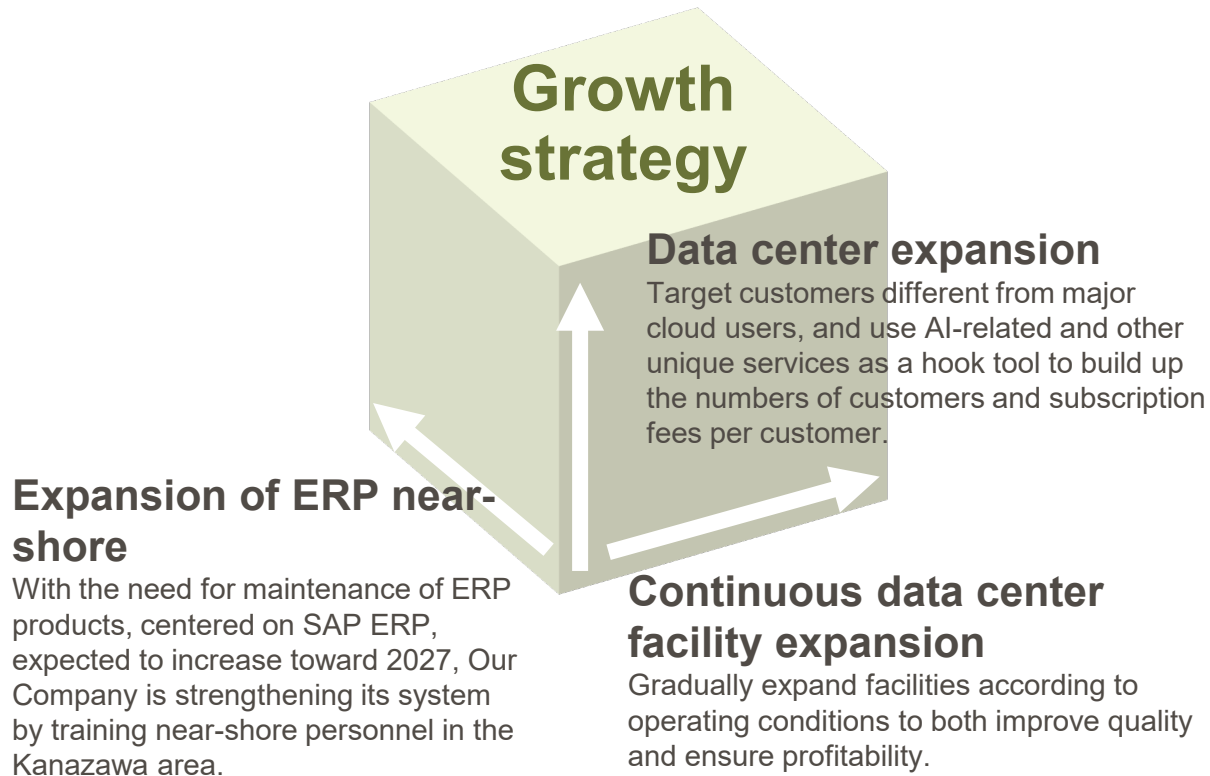 Growth
strategy
Data center expansion
Target customers different from major
cloud users, and use AI-related and other
unique services as a hook tool to build up
the numbers of customers and subscription
fees per customer.
Expansion of ERP near-
shore
With the need for maintenance of ERP
products, centered on SAP ERP,
expected to increase toward 2027, Our
Company is strengthening its system
by training near-shore personnel in the
Kanazawa area.
Continuous data center
facility expansion
Gradually expand facilities according to
operating conditions to both improve quality
and ensure profitability.